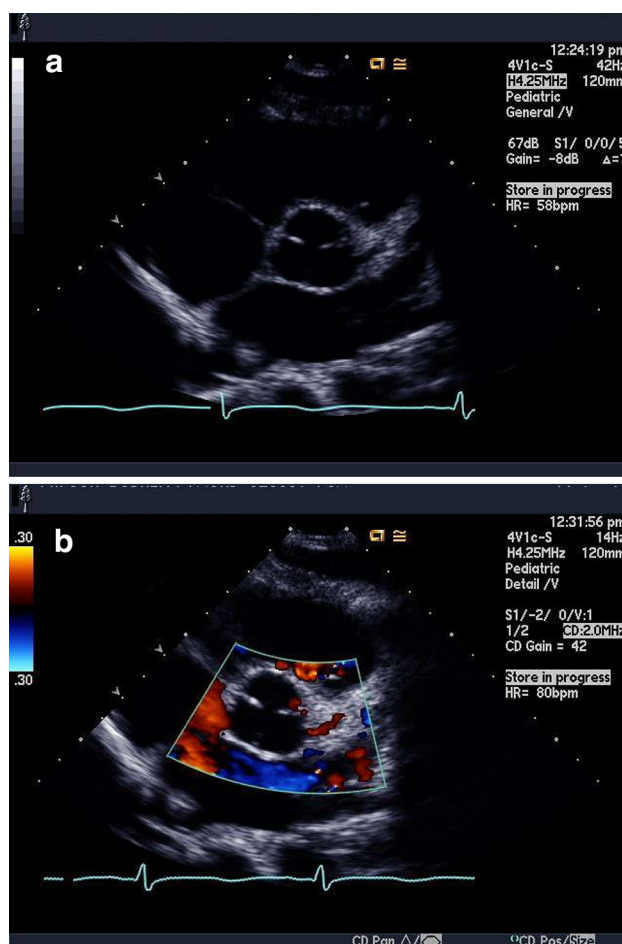 a
12:24:19 pm
4V1c-S 42Hz
H4.25MHz 120mm
Pediatric
General /V
67dB S1/ 0/0/5
Gain= -8dB
Store in progress
HR= 58bpm
b
12:31:56 pm
.30
4V1c-S 14Hz
H4.25MHz 120mm
Pediatric
Detail /V
S1/-2/ 0/V:1
1/2 CD:2.0MHz
CD Gain = 42
.30
Store in progress
HR= 80bpm
CD Pan
CD Pos/Size